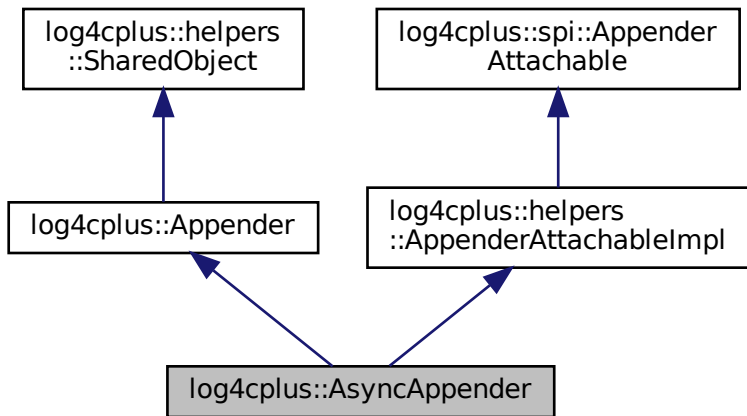 log4cplus::helpers
::SharedObject
log4cplus::spi::Appender
Attachable
log4cplus::Appender
log4cplus::helpers
::AppenderAttachableImpl
log4cplus::AsyncAppender